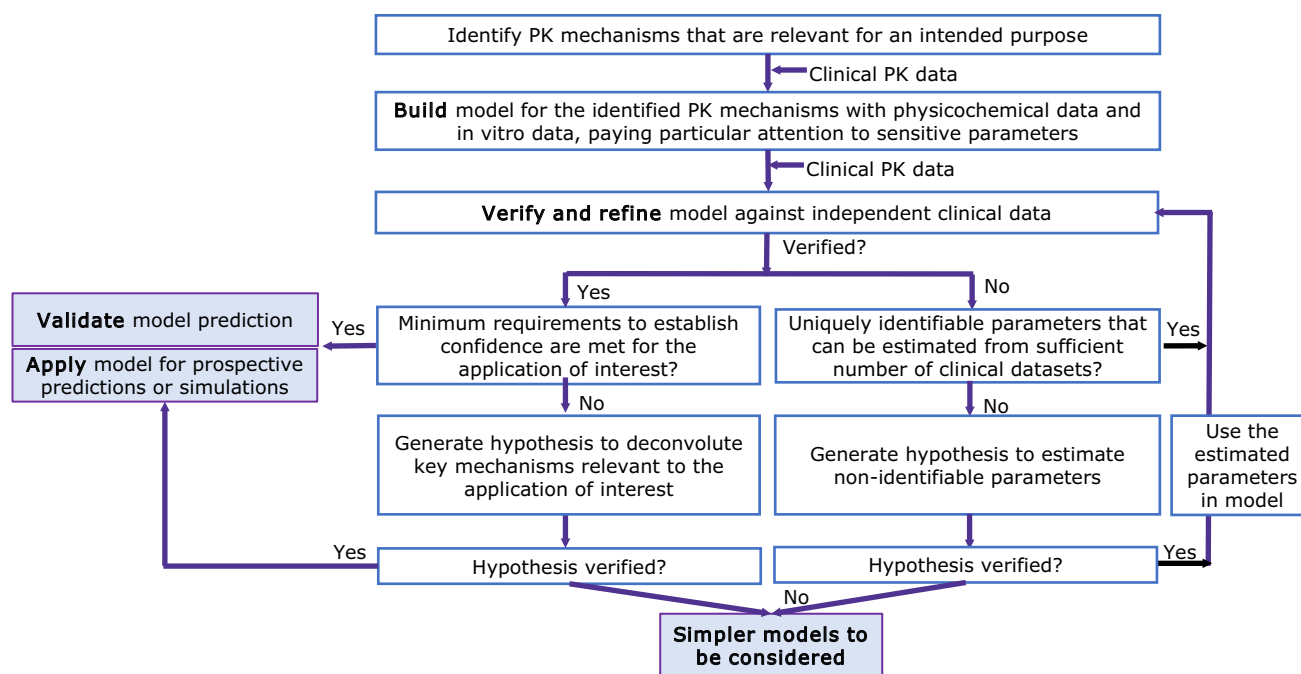 Identify PK mechanisms that are relevant for an intended purpose
Clinical PK data
Build model for the identified PK mechanisms with physicochemical data and
in vitro data, paying particular attention to sensitive parameters
Clinical PK data
Verify and refine model against independent clinical data
Verified?
Yes
No
Validate model prediction
Apply model for prospective
predictions or simulations
Yes
Minimum requirements to establish
confidence are met for the
application of interest?
Uniquely identifiable parameters that
can be estimated from sufficient
number of clinical datasets?
Yes
No
No
Generate hypothesis to deconvolute
key mechanisms relevant to the
application of interest
Generate hypothesis to estimate
non-identifiable parameters
Use the
estimated
parameters
in model
Yes
Hypothesis verified?
Hypothesis verified?
Yes
No
Simpler models to
be considered